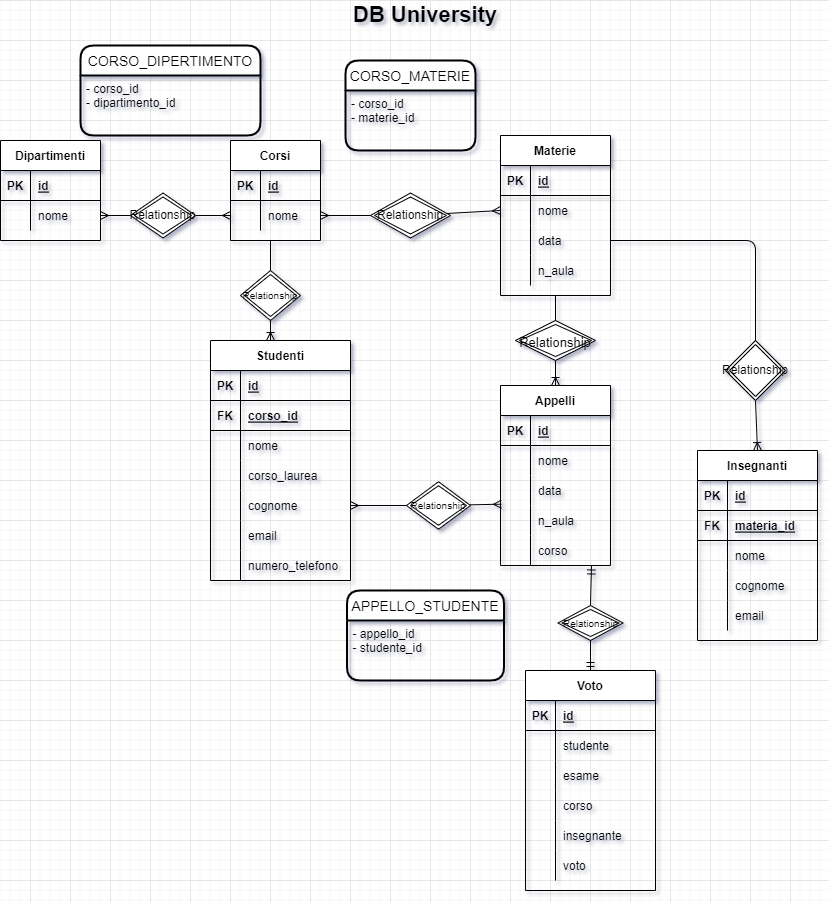 DB University
CORSO_DIPERTIMENTO
- corso_id
- dipartimento_id
CORSO_MATERIE
- corso_id
- materie_id
Dipartimenti
PK id
nome
Relationship
Corsi
PK id
nome
Relationship
Materie
PK id
nome
data
n_aula
Relationship
Relationship
Relationship
Studenti
PK id
FK corso_id
nome
corso_laurea
cognome
email
numero_telefono
Relationship
Appelli
PK id
nome
data
n_aula
corso
Insegnanti
PK id
FK materia_id
nome
cognome
email
APPELLO_STUDENTE
- appello_id
- studente_id
Relationship
Voto
PK id
studente
esame
corso
insegnante
voto